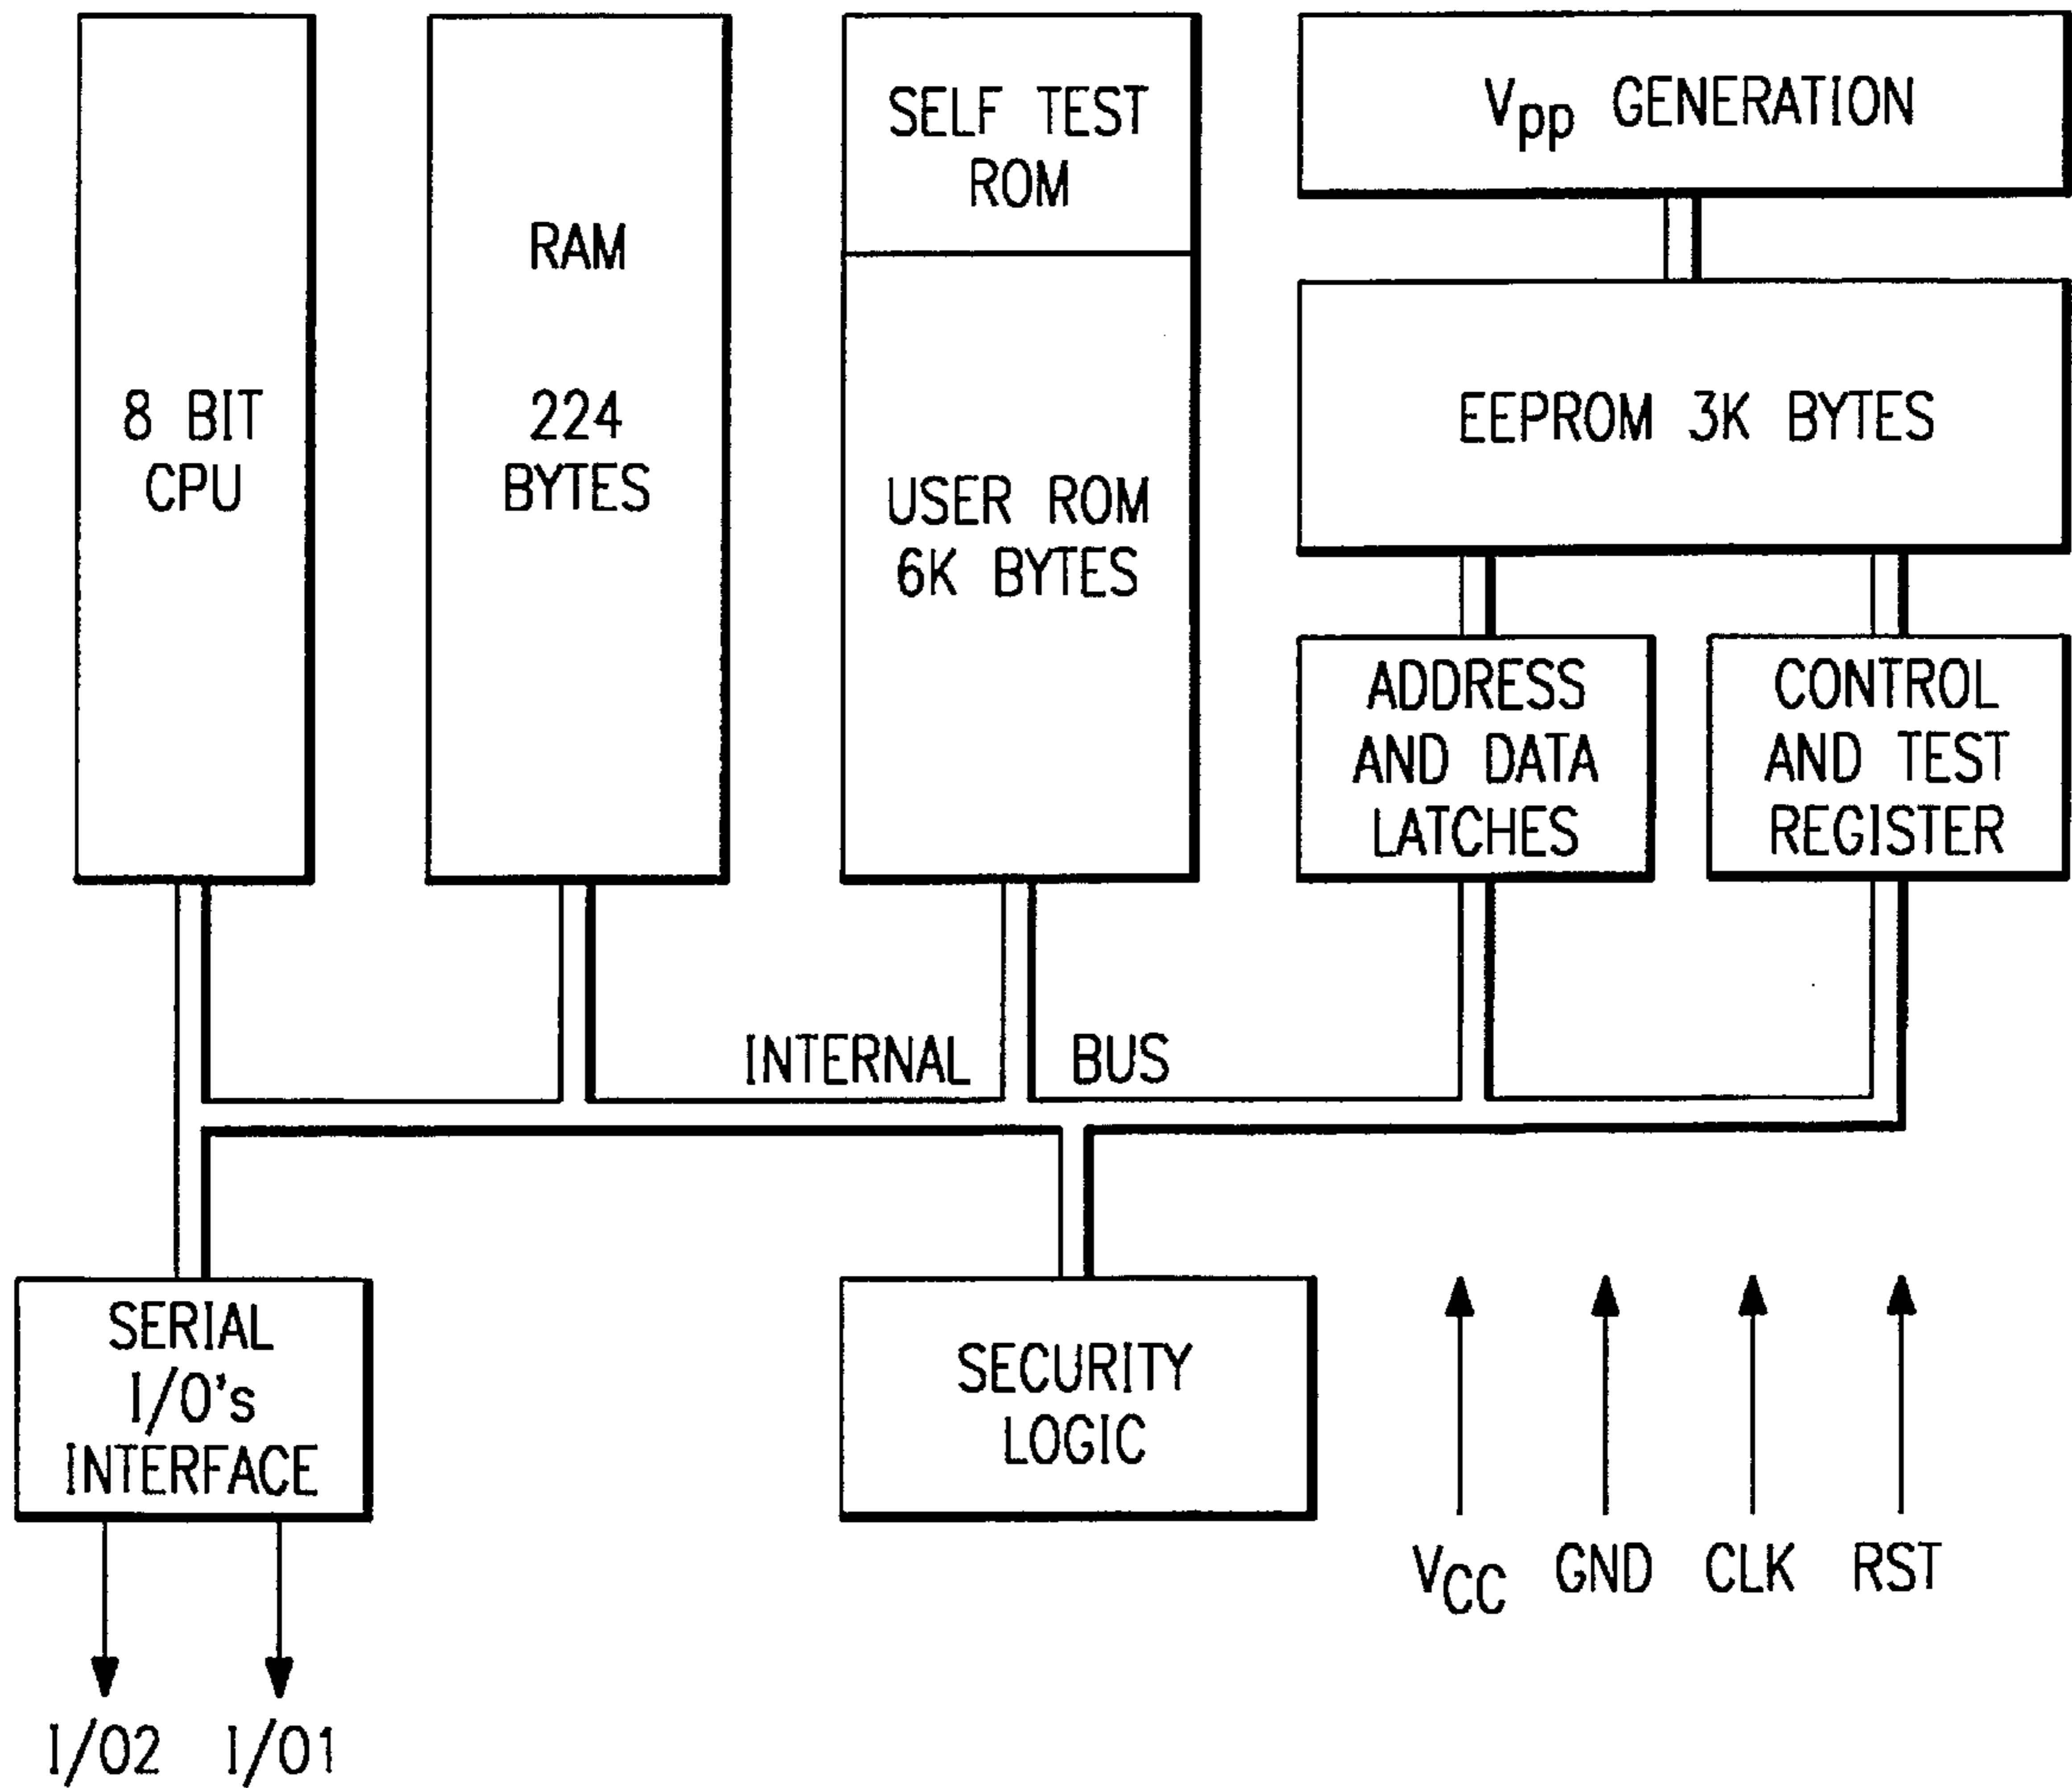 8 BIT
CPU
RAM
224
BYTES
SELF TEST
ROM
USER ROM
6K BYTES
Vpp GENERATION
EEPROM 3K BYTES
ADDRESS
AND DATA
LATCHES
CONTROL
AND TEST
REGISTER
INTERNAL BUS
SERIAL
I/O's
INTERFACE
SECURITY
LOGIC
VCC GND CLK RST
I/O2 I/O1